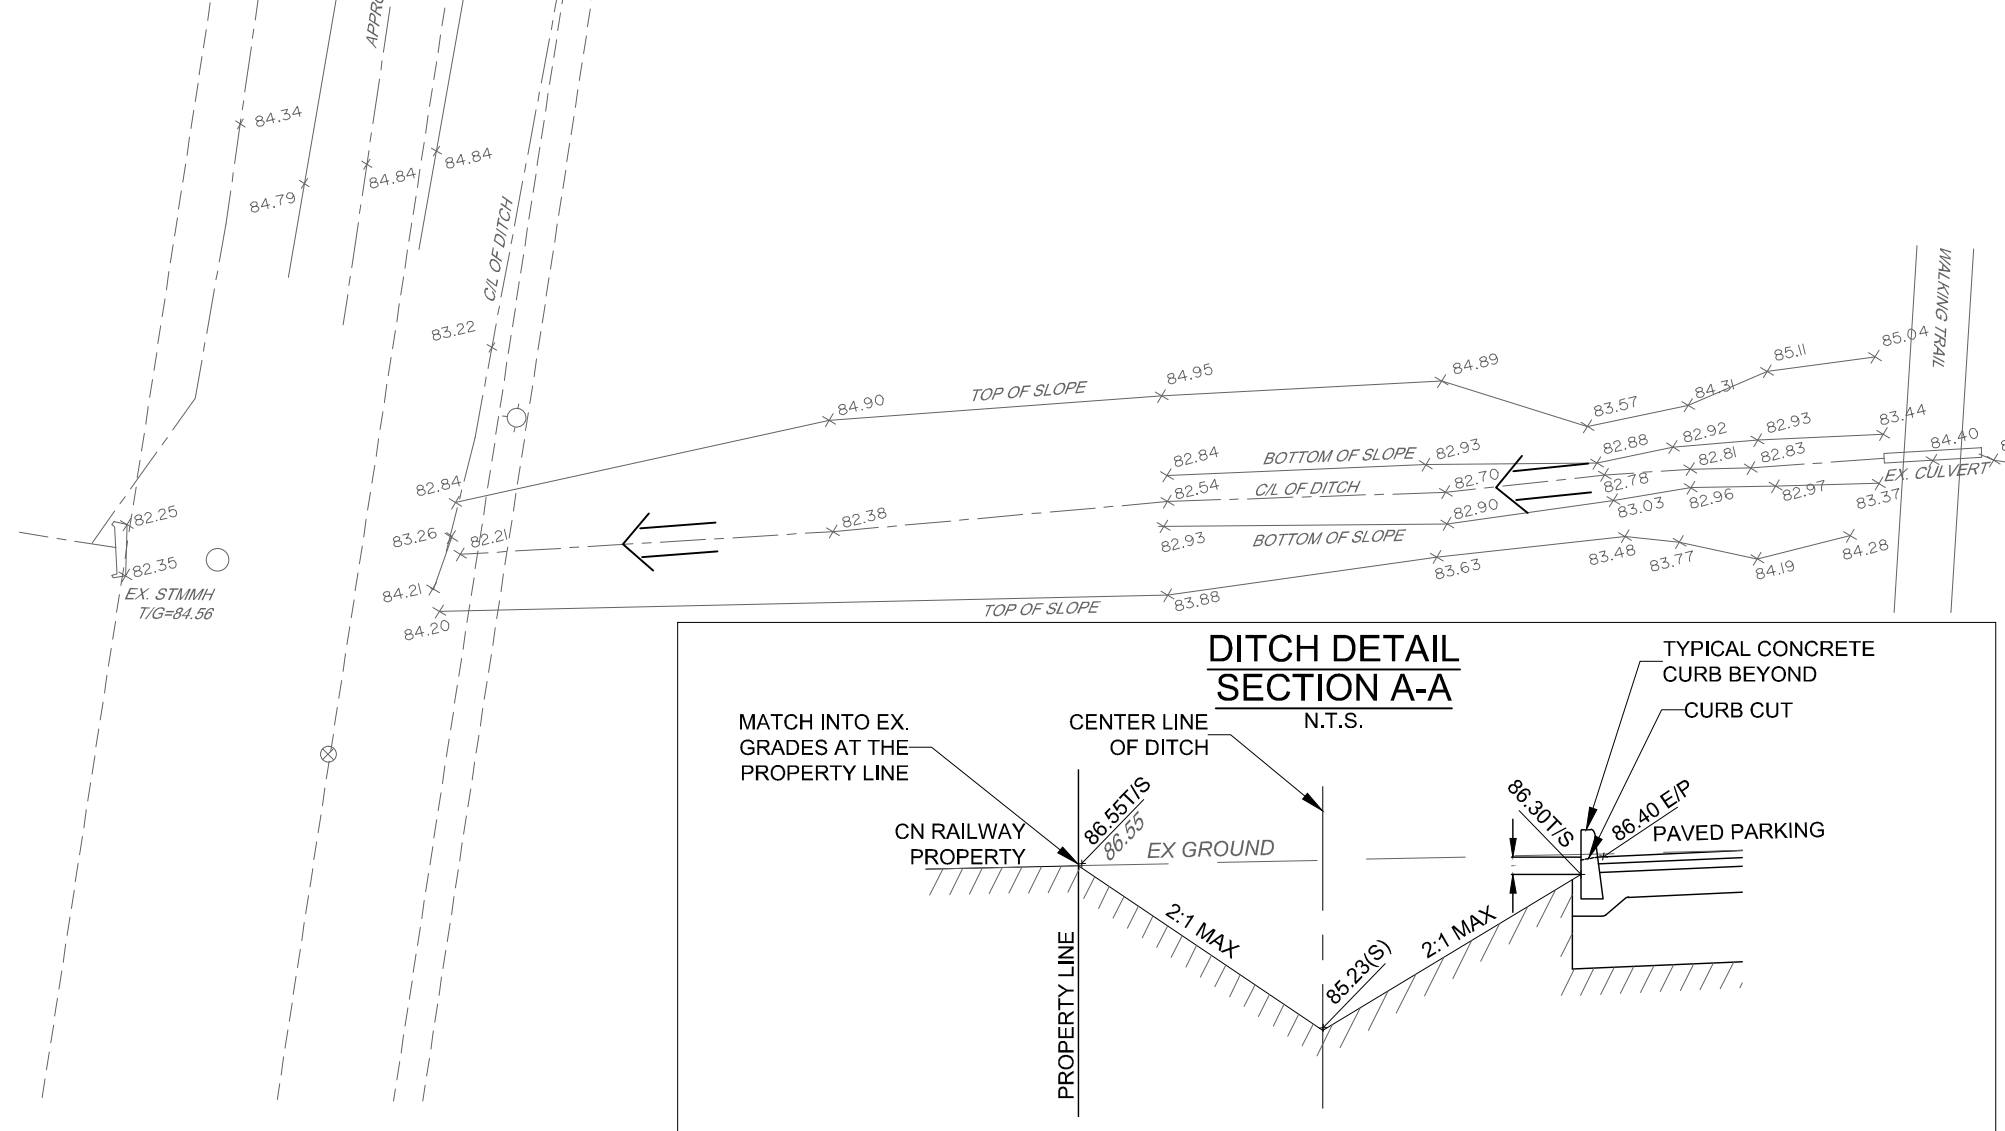 84.34
84.84
84.84
84.79
C/L OF DITCH
83.22
WALKING TRAIL
85.04
85.11
84.89
84.95
TOP OF SLOPE
84.90
84.31
83.57
83.44
82.93
82.92
82.88
82.93
BOTTOM OF SLOPE
82.84
84.40
82.83
82.81
82.78
82.70
C/L OF DITCH
82.54
82.38
82.84
EX. CULVERT
83.37
82.97
82.96
83.03
82.90
BOTTOM OF SLOPE
82.93
82.25
83.26
82.21
84.28
84.19
83.77
83.48
83.63
82.35
EX. STMMH
T/G=84.56
84.21
83.88
TOP OF SLOPE
84.20
DITCH DETAIL
SECTION A-A
N.T.S.
TYPICAL CONCRETE
CURB BEYOND
CURB CUT
MATCH INTO EX.
GRADES AT THE
PROPERTY LINE
CENTER LINE
OF DITCH
86.55T/S
86.55
CN RAILWAY
PROPERTY
EX GROUND
86.30T/S
86.40 E/P
PAVED PARKING
2:1 MAX
2:1 MAX
85.23(S)
PROPERTY LINE